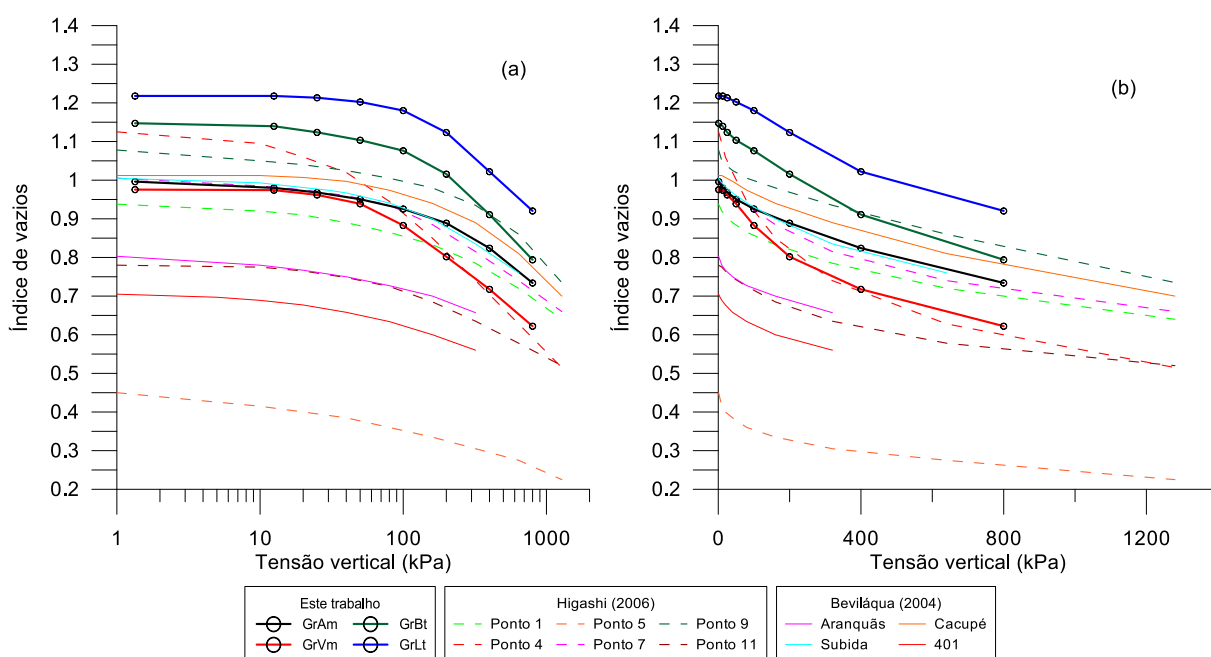 1.4
1.3
1.2
1.1
1
0.9
0.8
0.7
0.6
0.5
0.4
0.3
0.2
Índice de vazios
(a)
1 10 100 1000
Tensão vertical (kPa)
1.4
1.3
1.2
1.1
1
0.9
0.8
0.7
0.6
0.5
0.4
0.3
0.2
Índice de vazios
(b)
0 400 800 1200
Tensão vertical (kPa)
Este trabalho
GrAm GrBt
GrVm GrLt
Higashi (2006)
Ponto 1 Ponto 5 Ponto 9
Ponto 4 Ponto 7 Ponto 11
Beviláqua (2004)
Aranquãs Cacupé
Subida 401